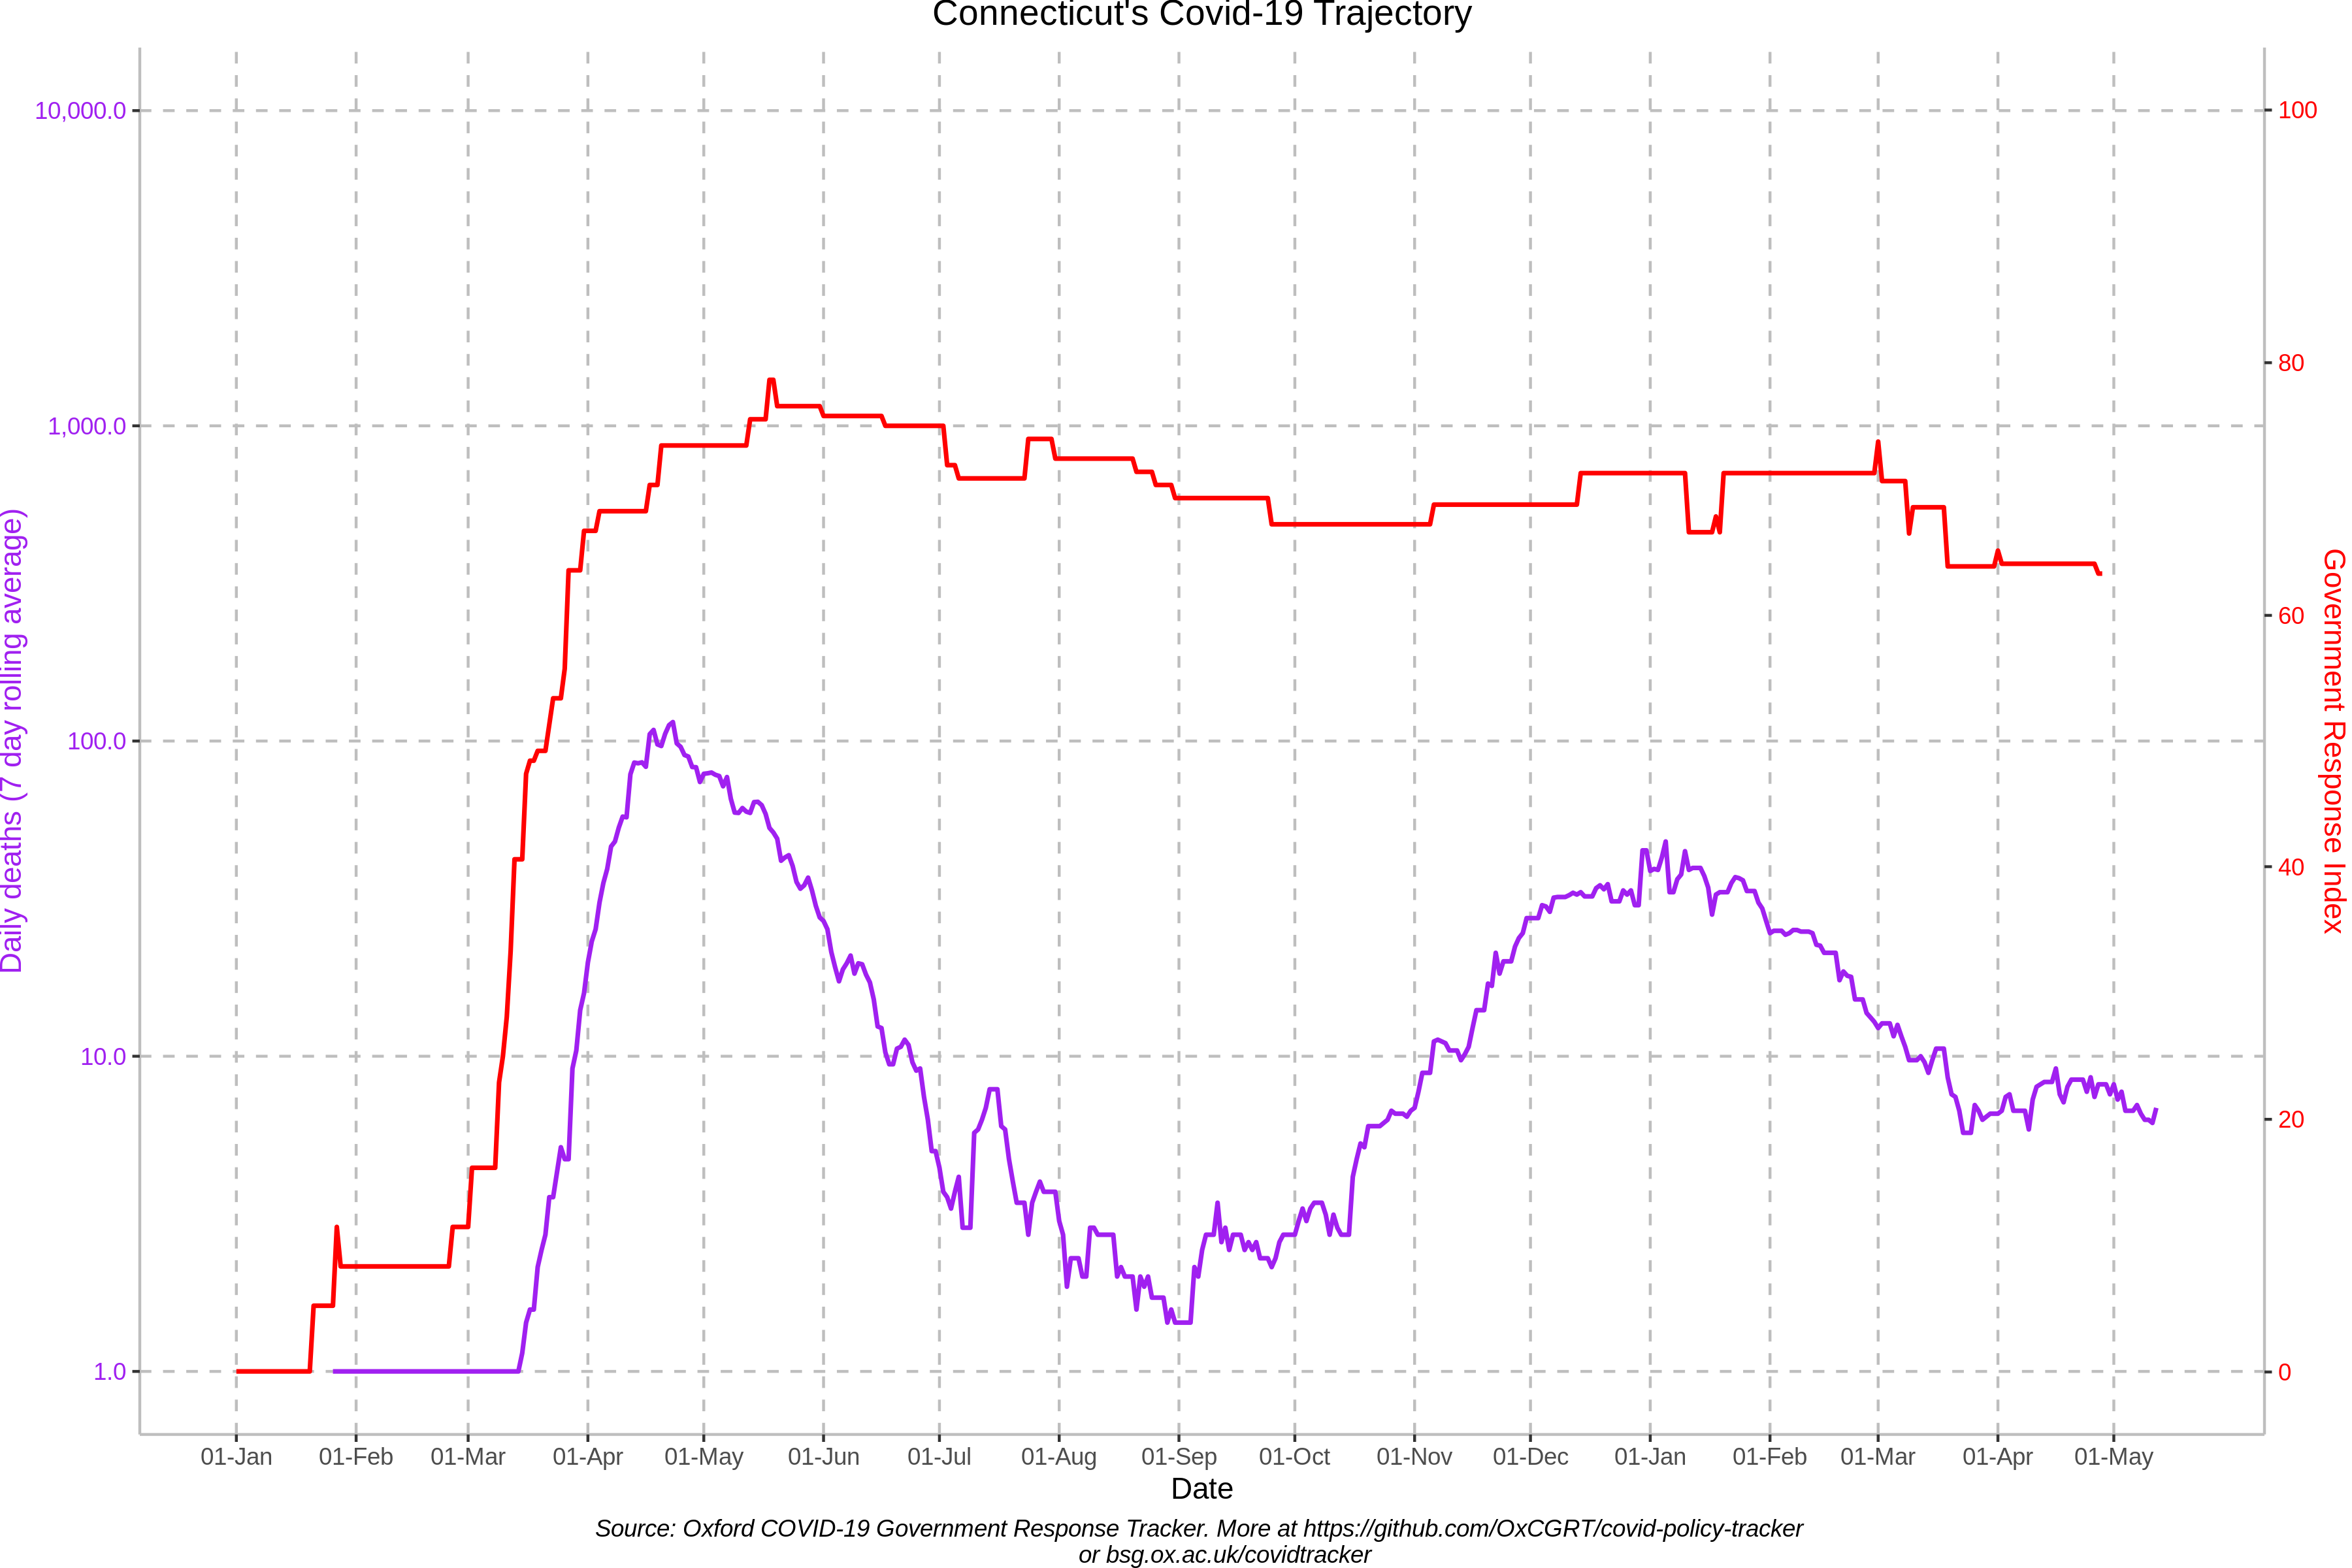 Connecticut's Covid-19 Trajectory
10,000.0
1,000.0
100.0
10.0
1.0
Daily deaths (7 day rolling average)
100
80
60
40
20
0
Government Response Index
01-Jan 01-Feb 01-Mar 01-Apr 01-May 01-Jun 01-Jul 01-Aug 01-Sep 01-Oct 01-Nov 01-Dec 01-Jan 01-Feb 01-Mar 01-Apr 01-May
Date
Source: Oxford COVID-19 Government Response Tracker. More at https://github.com/OxCGRT/covid-policy-tracker
or bsg.ox.ac.uk/covidtracker